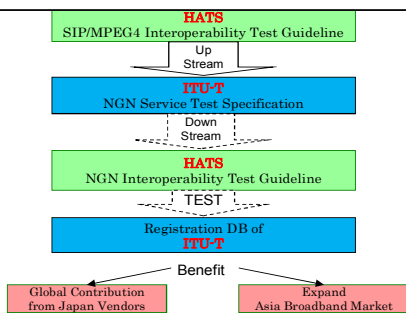 HATS
SIP/MPEG4 Interoperability Test Guideline
Up
Stream
ITU-T
NGN Service Test Specification
Down
Stream
HATS
NGN Interoperability Test Guideline
TEST
Registration DB of
ITU-T
Benefit
Global Contribution
from Japan Vendors
Expand
Asia Broadband Market